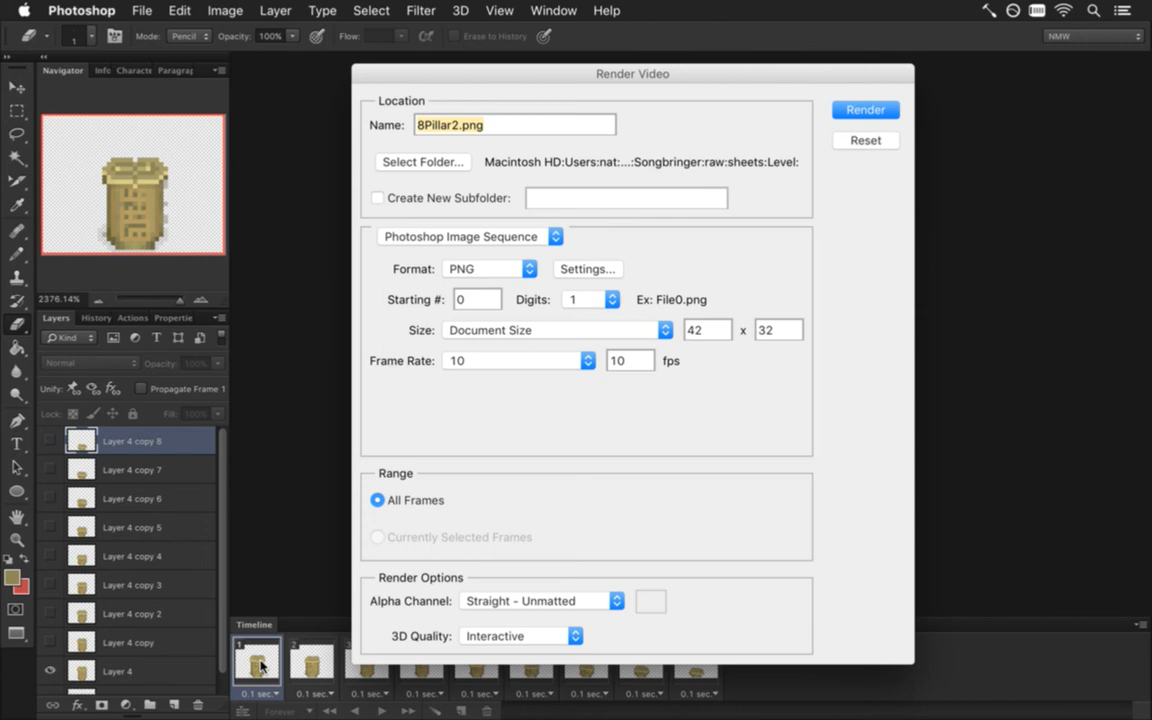 Photoshop File Edit Image Layer Type Select Filter 3D View Window Help
1 Mode: Pencil Opacity: 100% Flow: Erase to History NMW
Navigator Info Characte Paragrap
2376.14%
Layers History Actions Propertie
Kind
Normal Opacity: 100%
Unify: Propagate Frame 1
Lock: Fill: 100%
Layer 4 copy 8
Layer 4 copy 7
Layer 4 copy 6
Layer 4 copy 5
Layer 4 copy 4
Layer 4 copy 3
Layer 4 copy 2
Layer 4 copy
Layer 4
Render Video
Location
Name: 8Pillar2.png
Select Folder... Macintosh HD:Users:nat:...:Songbringer:raw:sheets:Level:
Create New Subfolder:
Render
Reset
Photoshop Image Sequence
Format: PNG Settings...
Starting #: 0 Digits: 1 Ex: File0.png
Size: Document Size 42 x 32
Frame Rate: 10 10 fps
Range
All Frames
Currently Selected Frames
Render Options
Alpha Channel: Straight - Unmatted
3D Quality: Interactive
Timeline
1 2 3
0.1 sec. 0.1 sec. 0.1 sec. 0.1 sec. 0.1 sec. 0.1 sec. 0.1 sec. 0.1 sec. 0.1 sec.
Forever